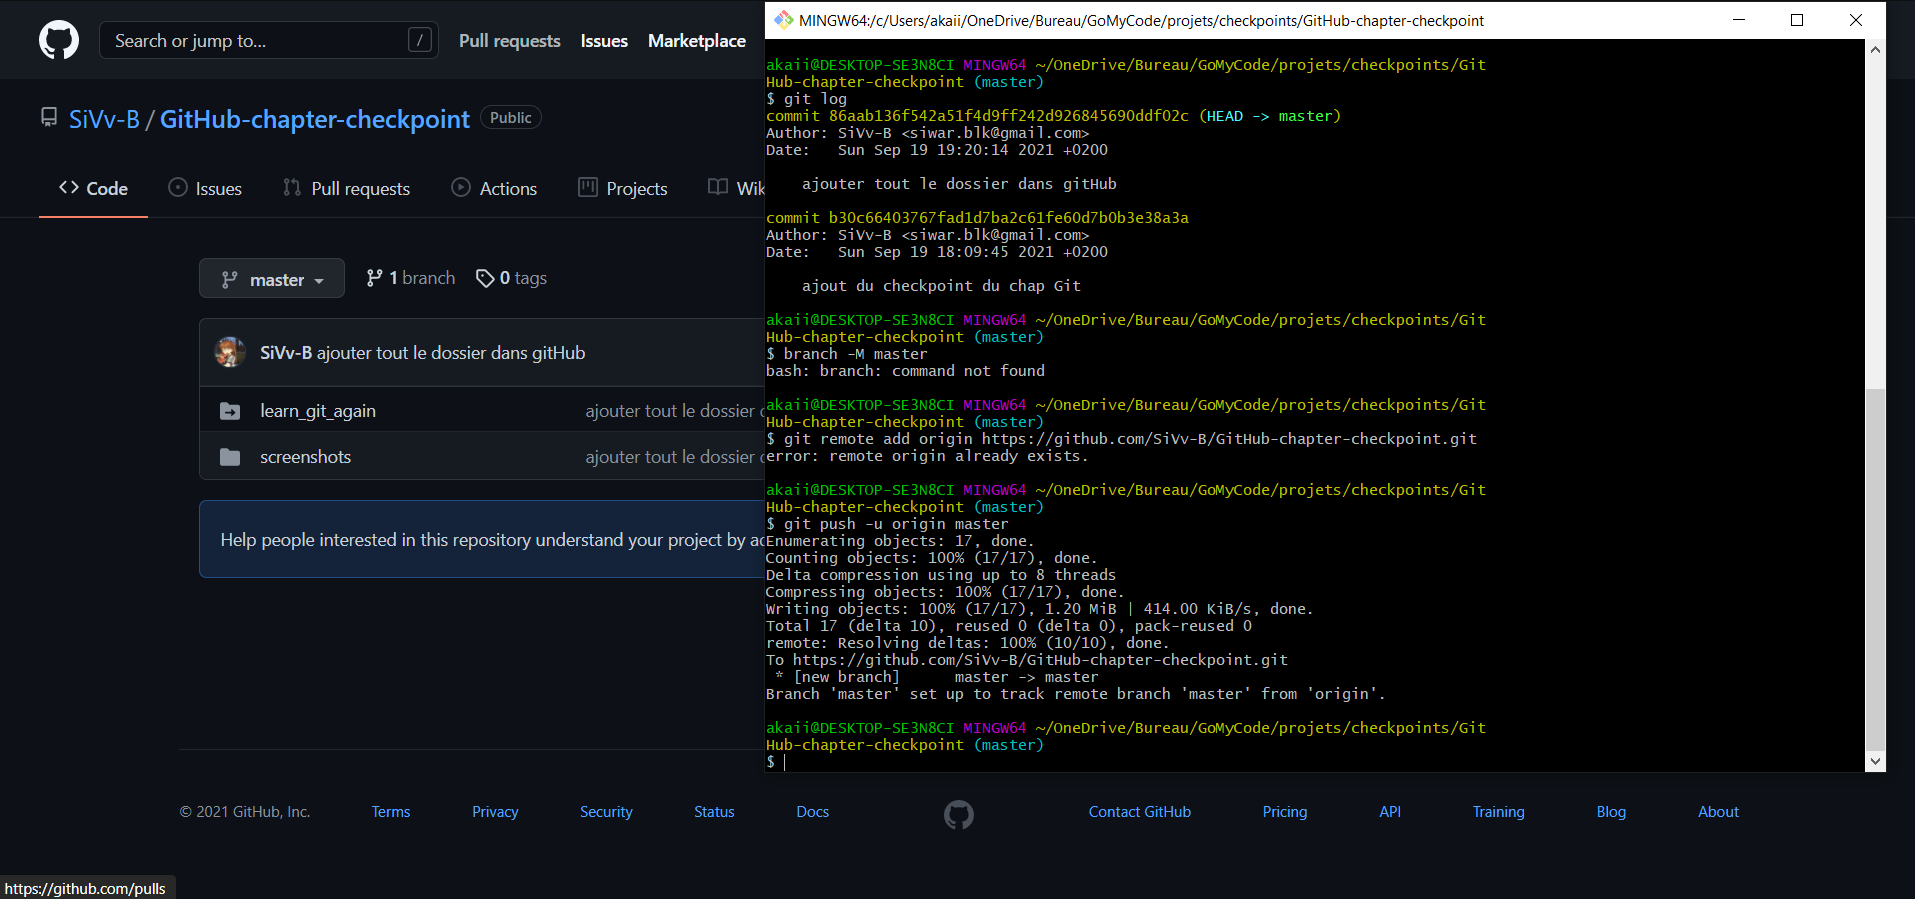 Search or jump to...
/
Pull requests
Issues
Marketplace
SiVv-B / GitHub-chapter-checkpoint
Public
Code
Issues
Pull requests
Actions
Projects
Wik
master
1 branch
0 tags
SiVv-B ajouter tout le dossier dans gitHub
learn_git_again
ajouter tout le dossier
screenshots
ajouter tout le dossier
Help people interested in this repository understand your project by ad
MINGW64:/c/Users/akaii/OneDrive/Bureau/GoMyCode/projets/checkpoints/GitHub-chapter-checkpoint
akaii@DESKTOP-SE3N8CI MINGW64 ~/OneDrive/Bureau/GoMyCode/projets/checkpoints/Git
Hub-chapter-checkpoint (master)
$ git log
commit 86aab136f542a51f4d9ff242d926845690ddf02c (HEAD -> master)
Author: SiVv-B <siwar.blk@gmail.com>
Date:   Sun Sep 19 19:20:14 2021 +0200
ajouter tout le dossier dans gitHub
commit b30c66403767fad1d7ba2c61fe60d7b0b3e38a3a
Author: SiVv-B <siwar.blk@gmail.com>
Date:   Sun Sep 19 18:09:45 2021 +0200
ajout du checkpoint du chap Git
akaii@DESKTOP-SE3N8CI MINGW64 ~/OneDrive/Bureau/GoMyCode/projets/checkpoints/Git
Hub-chapter-checkpoint (master)
$ branch -M master
bash: branch: command not found
akaii@DESKTOP-SE3N8CI MINGW64 ~/OneDrive/Bureau/GoMyCode/projets/checkpoints/Git
Hub-chapter-checkpoint (master)
$ git remote add origin https://github.com/SiVv-B/GitHub-chapter-checkpoint.git
error: remote origin already exists.
akaii@DESKTOP-SE3N8CI MINGW64 ~/OneDrive/Bureau/GoMyCode/projets/checkpoints/Git
Hub-chapter-checkpoint (master)
$ git push -u origin master
Enumerating objects: 17, done.
Counting objects: 100% (17/17), done.
Delta compression using up to 8 threads
Compressing objects: 100% (17/17), done.
Writing objects: 100% (17/17), 1.20 MiB | 414.00 KiB/s, done.
Total 17 (delta 10), reused 0 (delta 0), pack-reused 0
remote: Resolving deltas: 100% (10/10), done.
To https://github.com/SiVv-B/GitHub-chapter-checkpoint.git
* [new branch]      master -> master
Branch 'master' set up to track remote branch 'master' from 'origin'.
akaii@DESKTOP-SE3N8CI MINGW64 ~/OneDrive/Bureau/GoMyCode/projets/checkpoints/Git
Hub-chapter-checkpoint (master)
$
© 2021 GitHub, Inc.
Terms
Privacy
Security
Status
Docs
Contact GitHub
Pricing
API
Training
Blog
About
https://github.com/pulls